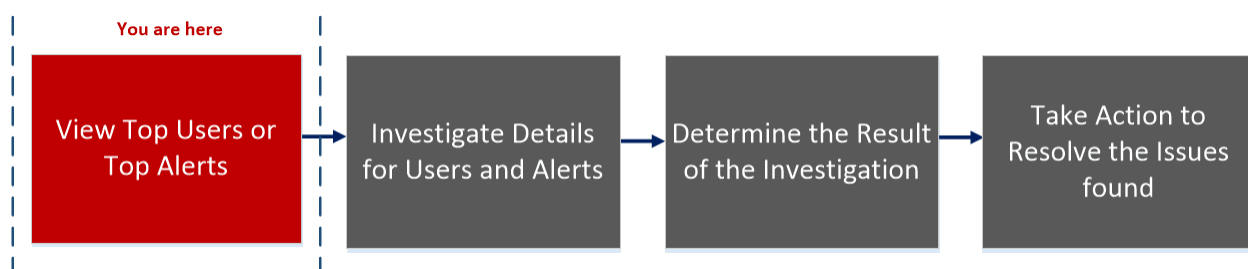 You are here
View Top Users or
Top Alerts
Investigate Details
for Users and Alerts
Determine the Result
of the Investigation
Take Action to
Resolve the Issues
found